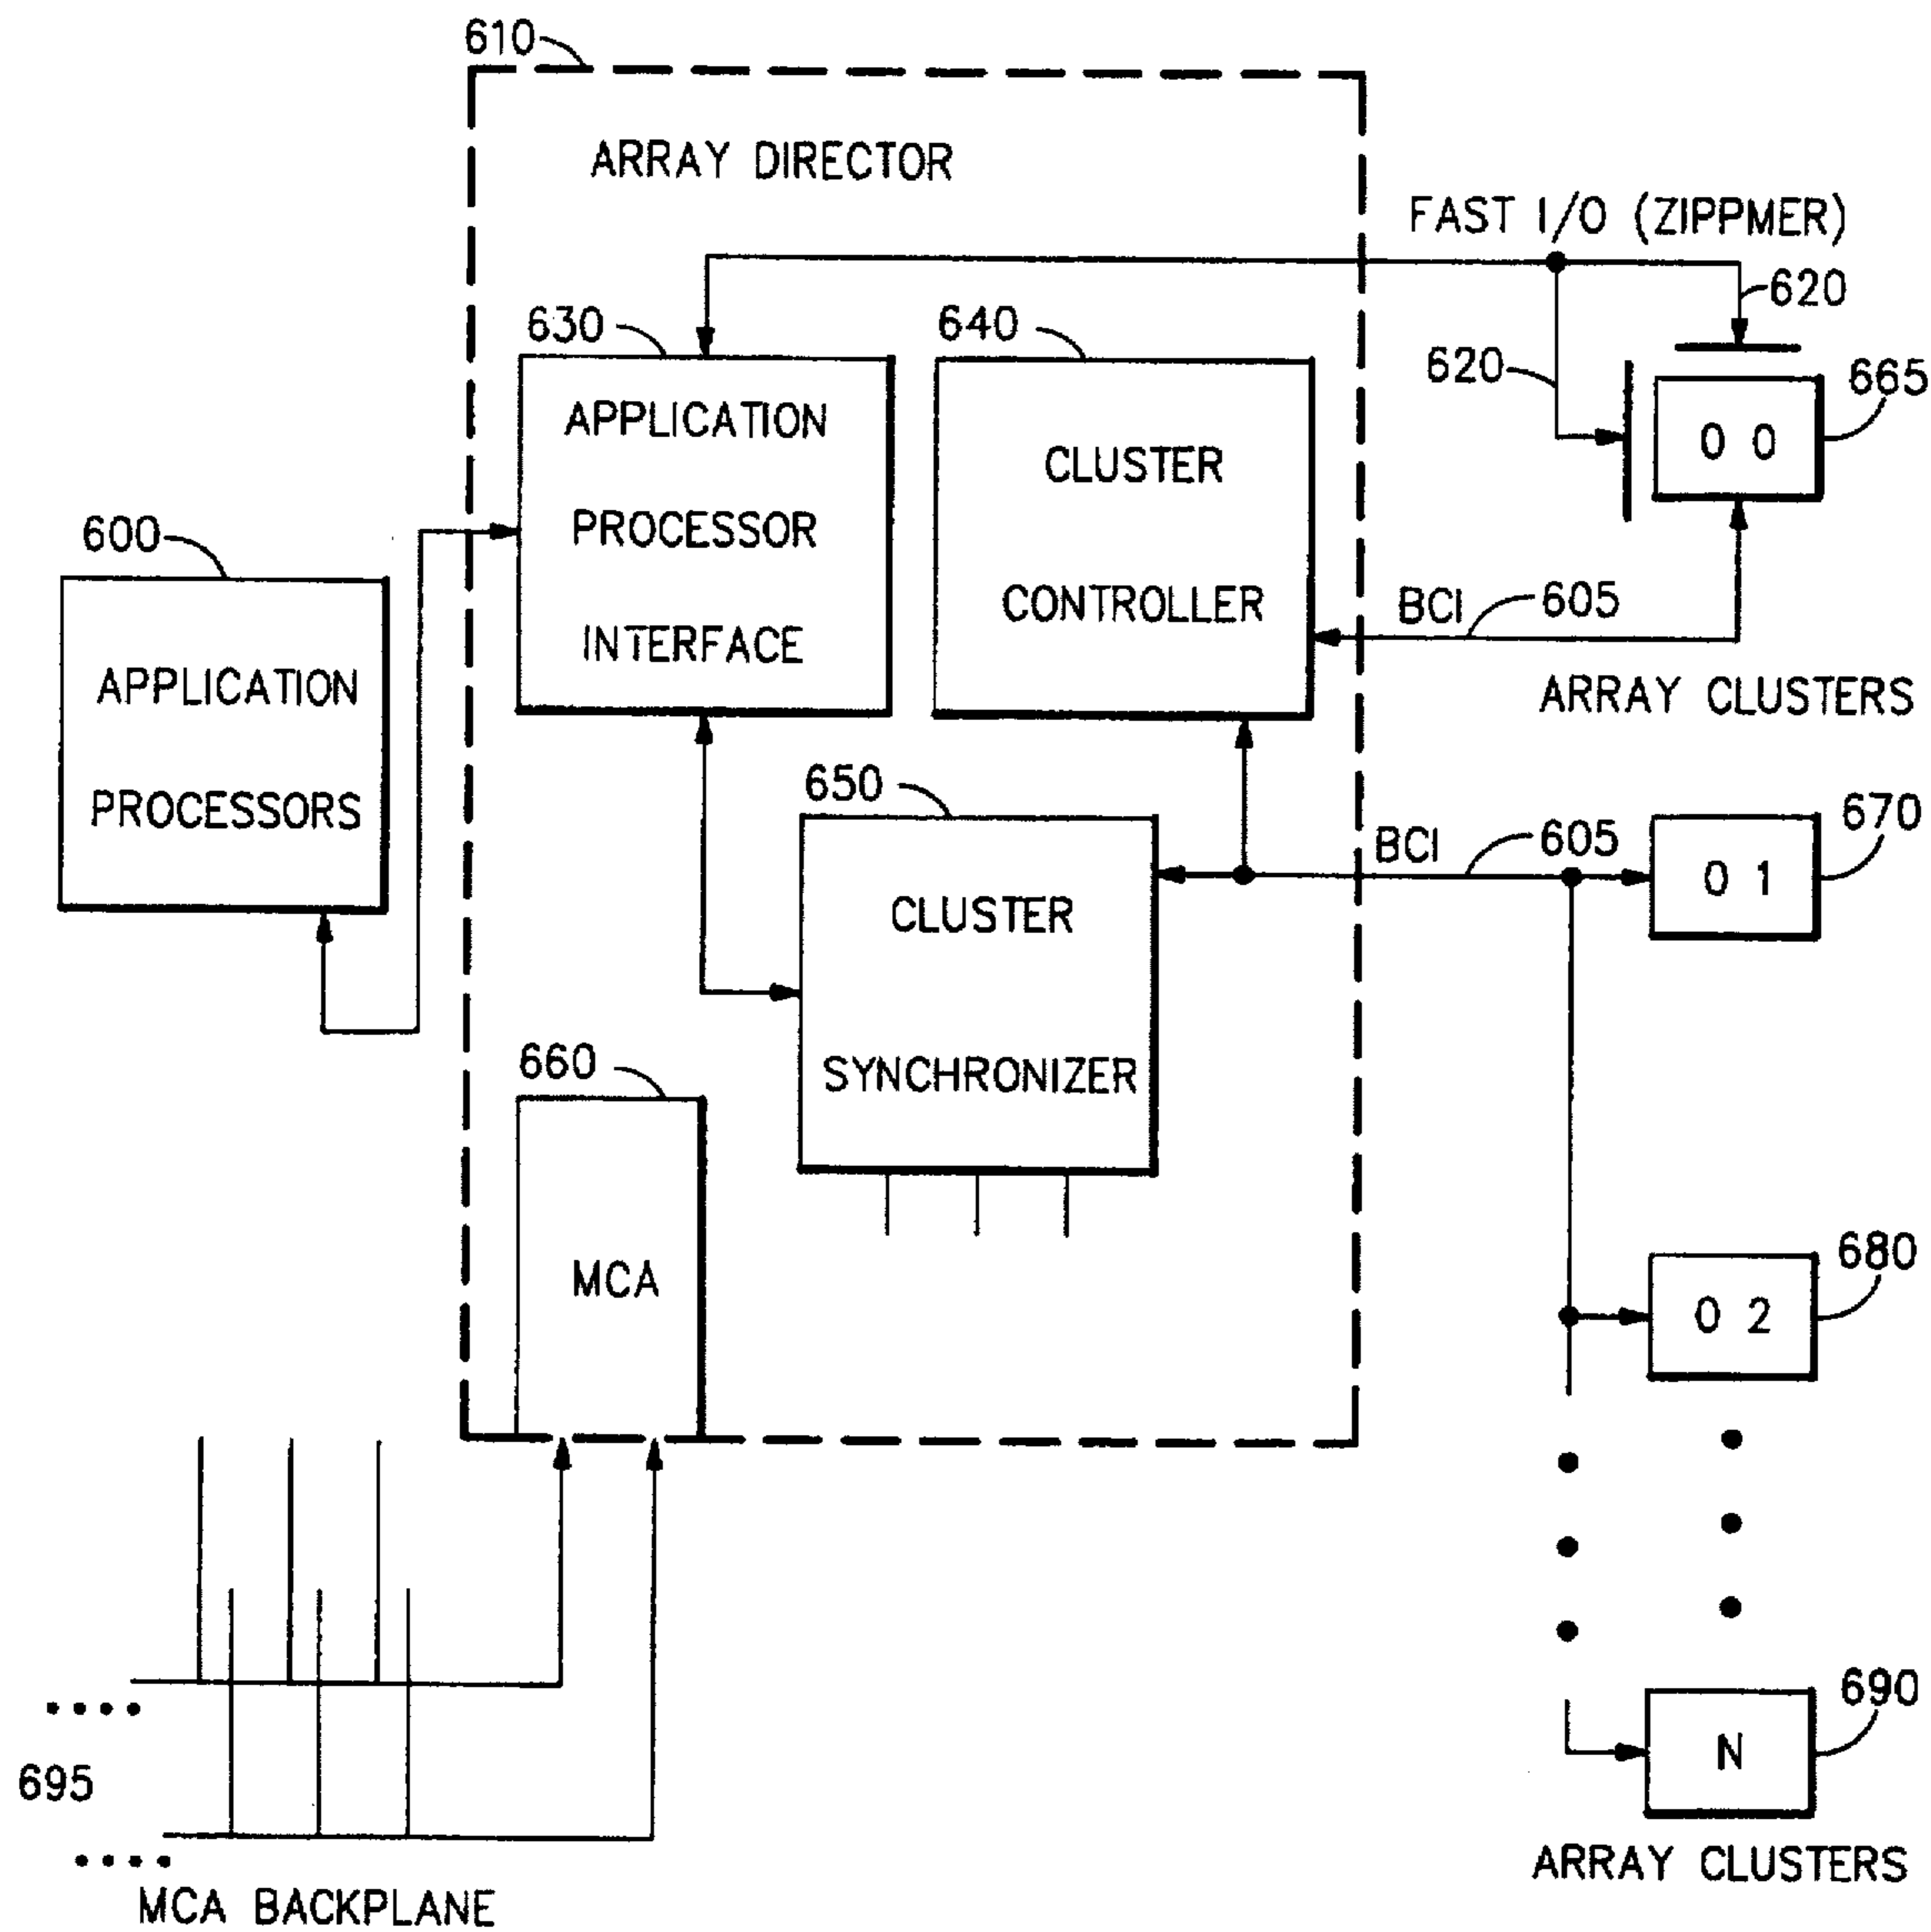 610
ARRAY DIRECTOR
FAST I/O (ZIPPMER)
620
630
640
620
665
APPLICATION
PROCESSOR
INTERFACE
CLUSTER
CONTROLLER
0 0
600
APPLICATION
PROCESSORS
BCI
605
ARRAY CLUSTERS
650
CLUSTER
SYNCHRONIZER
BCI
605
670
0 1
660
MCA
680
0 2
690
N
695
ARRAY CLUSTERS
MCA BACKPLANE